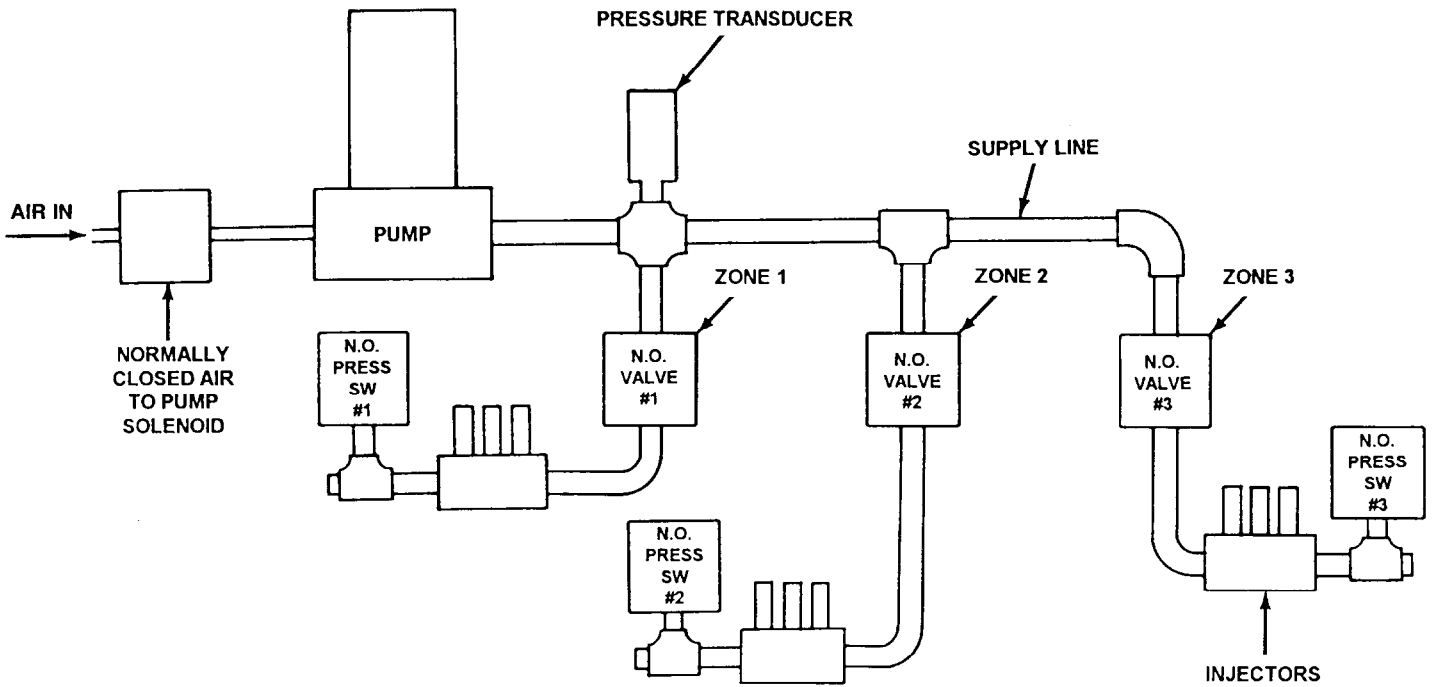 PRESSURE TRANSDUCER
SUPPLY LINE
AIR IN
PUMP
ZONE 1
ZONE 2
ZONE 3
NORMALLY
CLOSED AIR
TO PUMP
SOLENOID
N.O.
PRESS
SW
#1
N.O.
VALVE
#1
N.O.
VALVE
#2
N.O.
VALVE
#3
N.O.
PRESS
SW
#3
N.O.
PRESS
SW
#2
INJECTORS